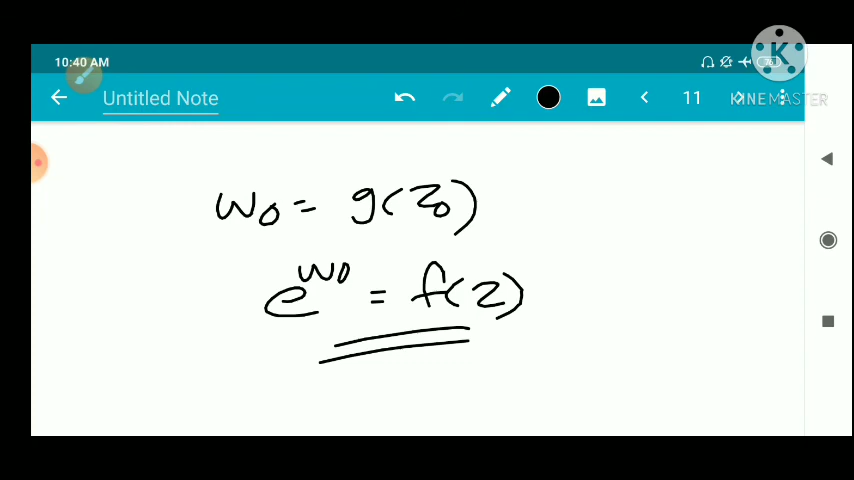 10:40 AM
Untitled Note
11
KINEMASTER
w₀ = g(z₀)
e^w₀ = f(z)